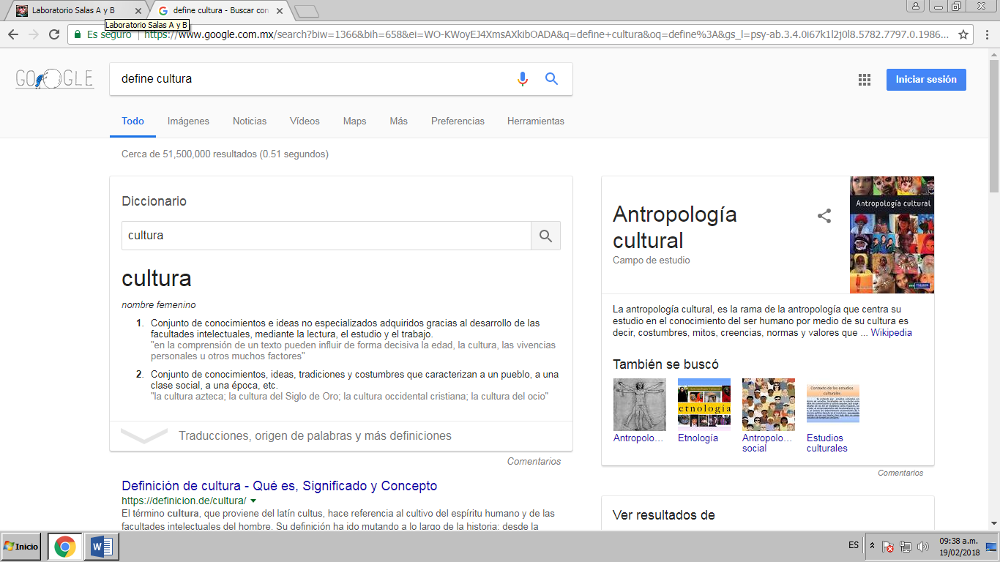 Laboratorio Salas A y B
define cultura - Buscar con
Laboratorio Salas A y B
Es seguro
https://www.google.com.mx/search?biw=1366&bih=658&ei=WO-KWoyEJ4XmsAXkibOADA&q=define+cultura&oq=define%3A&gs_l=psy-ab.3.4.0i67k1l2j0l8.5782.7797.0.1986...
GOOGLE
define cultura
Iniciar sesión
Todo
Imágenes
Noticias
Vídeos
Maps
Más
Preferencias
Herramientas
Cerca de 51,500,000 resultados (0.51 segundos)
Diccionario
cultura
cultura
nombre femenino
1. Conjunto de conocimientos e ideas no especializados adquiridos gracias al desarrollo de las
facultades intelectuales, mediante la lectura, el estudio y el trabajo.
"en la comprensión de un texto pueden influir de forma decisiva la edad, la cultura, las vivencias
personales u otros muchos factores"
2. Conjunto de conocimientos, ideas, tradiciones y costumbres que caracterizan a un pueblo, a una
clase social, a una época, etc.
"la cultura azteca; la cultura del Siglo de Oro; la cultura occidental cristiana; la cultura del ocio"
Traducciones, origen de palabras y más definiciones
Comentarios
Definición de cultura - Qué es, Significado y Concepto
https://definicion.de/cultura/
El término cultura, que proviene del latín cultus, hace referencia al cultivo del espíritu humano y de las
facultades intelectuales del hombre. Su definición ha ido mutando a lo largo de la historia: desde la
Antropología
cultural
Campo de estudio
Antropología cultural
La antropología cultural, es la rama de la antropología que centra su
estudio en el conocimiento del ser humano por medio de su cultura es
decir, costumbres, mitos, creencias, normas y valores que ... Wikipedia
También se buscó
etnología
Contexto de los estudios
culturales
Antropolo...
Etnología
Antropolo...
social
Estudios
culturales
Comentarios
Ver resultados de
Inicio
ES
09:38 a.m.
19/02/2018